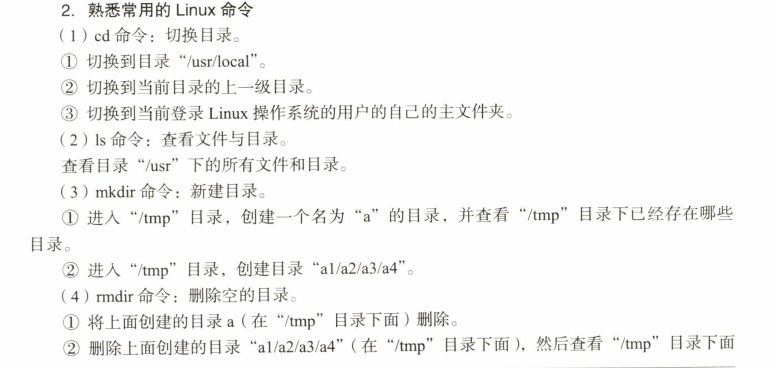 2. 熟悉常用的 Linux 命令
（1）cd 命令：切换目录。
① 切换到目录“/usr/local”。
② 切换到当前目录的上一级目录。
③ 切换到当前登录 Linux 操作系统的用户的自己的主文件夹。
（2）ls 命令：查看文件与目录。
查看目录“/usr”下的所有文件和目录。
（3）mkdir 命令：新建目录。
① 进入“/tmp”目录，创建一个名为“a”的目录，并查看“/tmp”目录下已经存在哪些
目录。
② 进入“/tmp”目录，创建目录“a1/a2/a3/a4”。
（4）rmdir 命令：删除空的目录。
① 将上面创建的目录 a（在“/tmp”目录下面）删除。
② 删除上面创建的目录“a1/a2/a3/a4”（在“/tmp”目录下面），然后查看“/tmp”目录下面